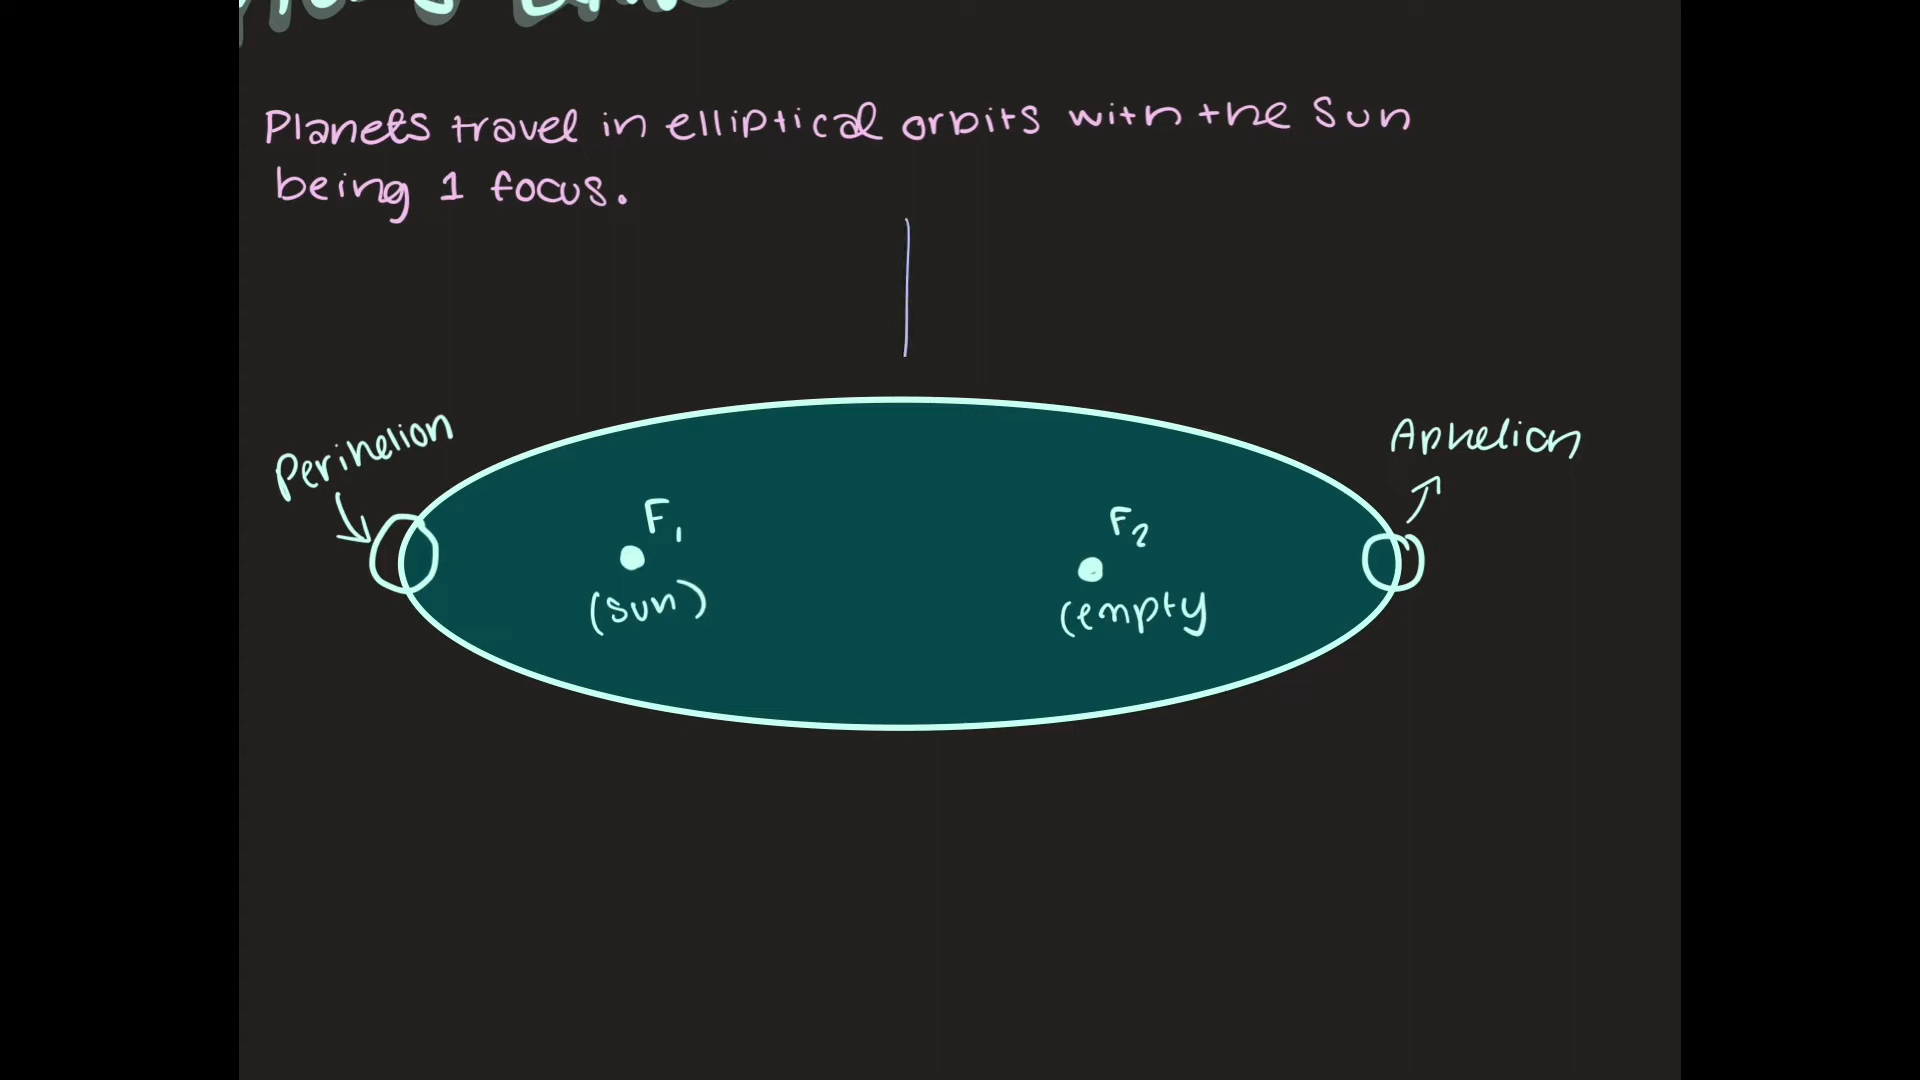 Planets travel in elliptical orbits with the Sun
being 1 focus.
Perihelion
Aphelion
F1
F2
(sun)
(empty